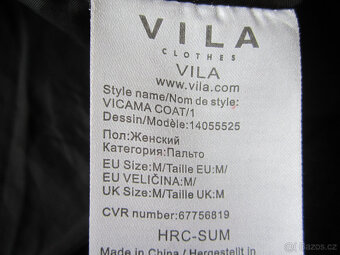 VILA
CLOTHES
VILA
www.vila.com
Style name/Nom de style:
VICAMA COAT/1
Dessin/Modèle: 14055525
Пол:Женский
Категория:Пальто
EU Size:M/Taille EU:M/
EU VELIČINA:M/
UK Size:M/Taille UK:M
CVR number:67756819
HRC-SUM
Made in China / Hergestellt in